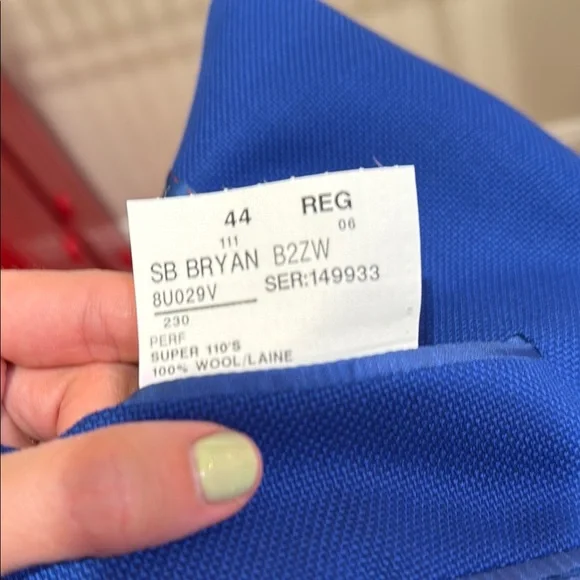 44 REG
111 06
SB BRYAN B2ZW
8U029V SER:149933
230
PERF
SUPER 110'S
100% WOOL/LAINE